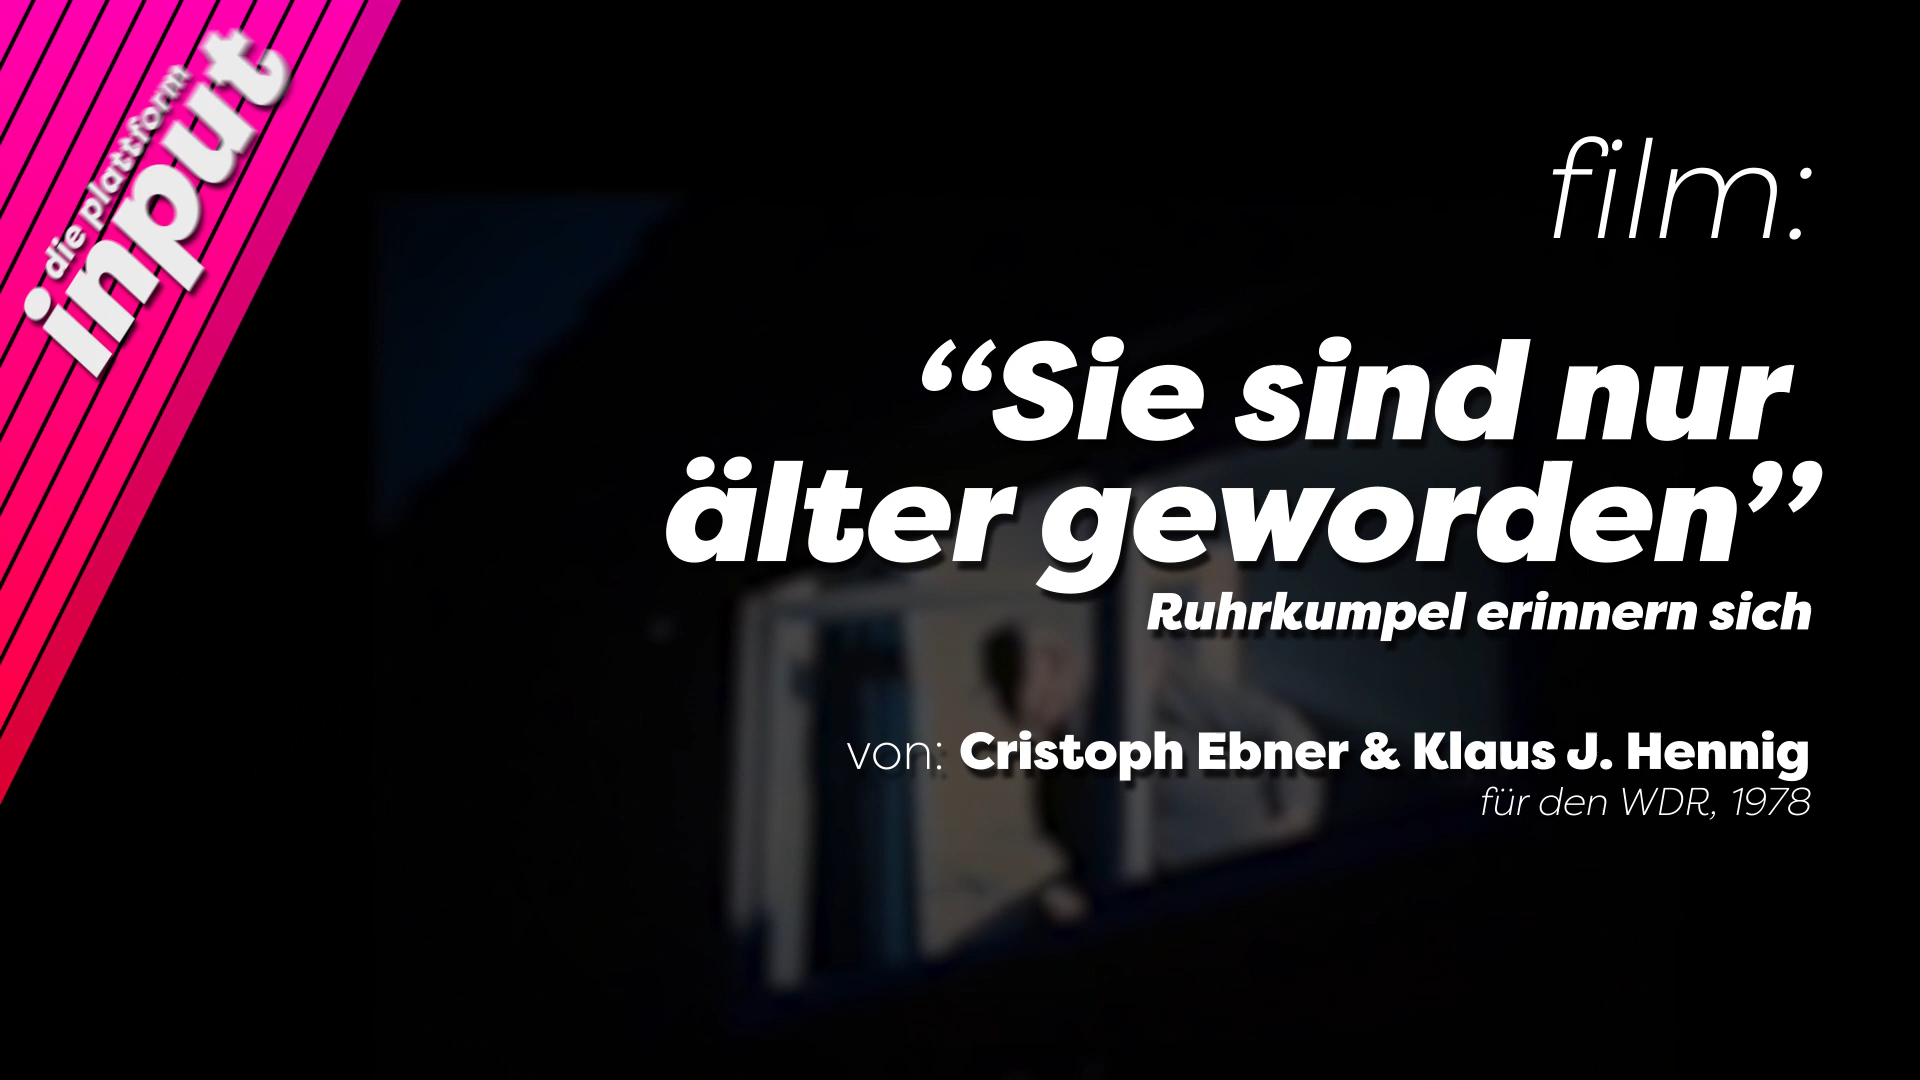 die plattform
input
film:
“Sie sind nur
älter geworden”
Ruhrkumpel erinnern sich
von: Cristoph Ebner & Klaus J. Hennig
für den WDR, 1978